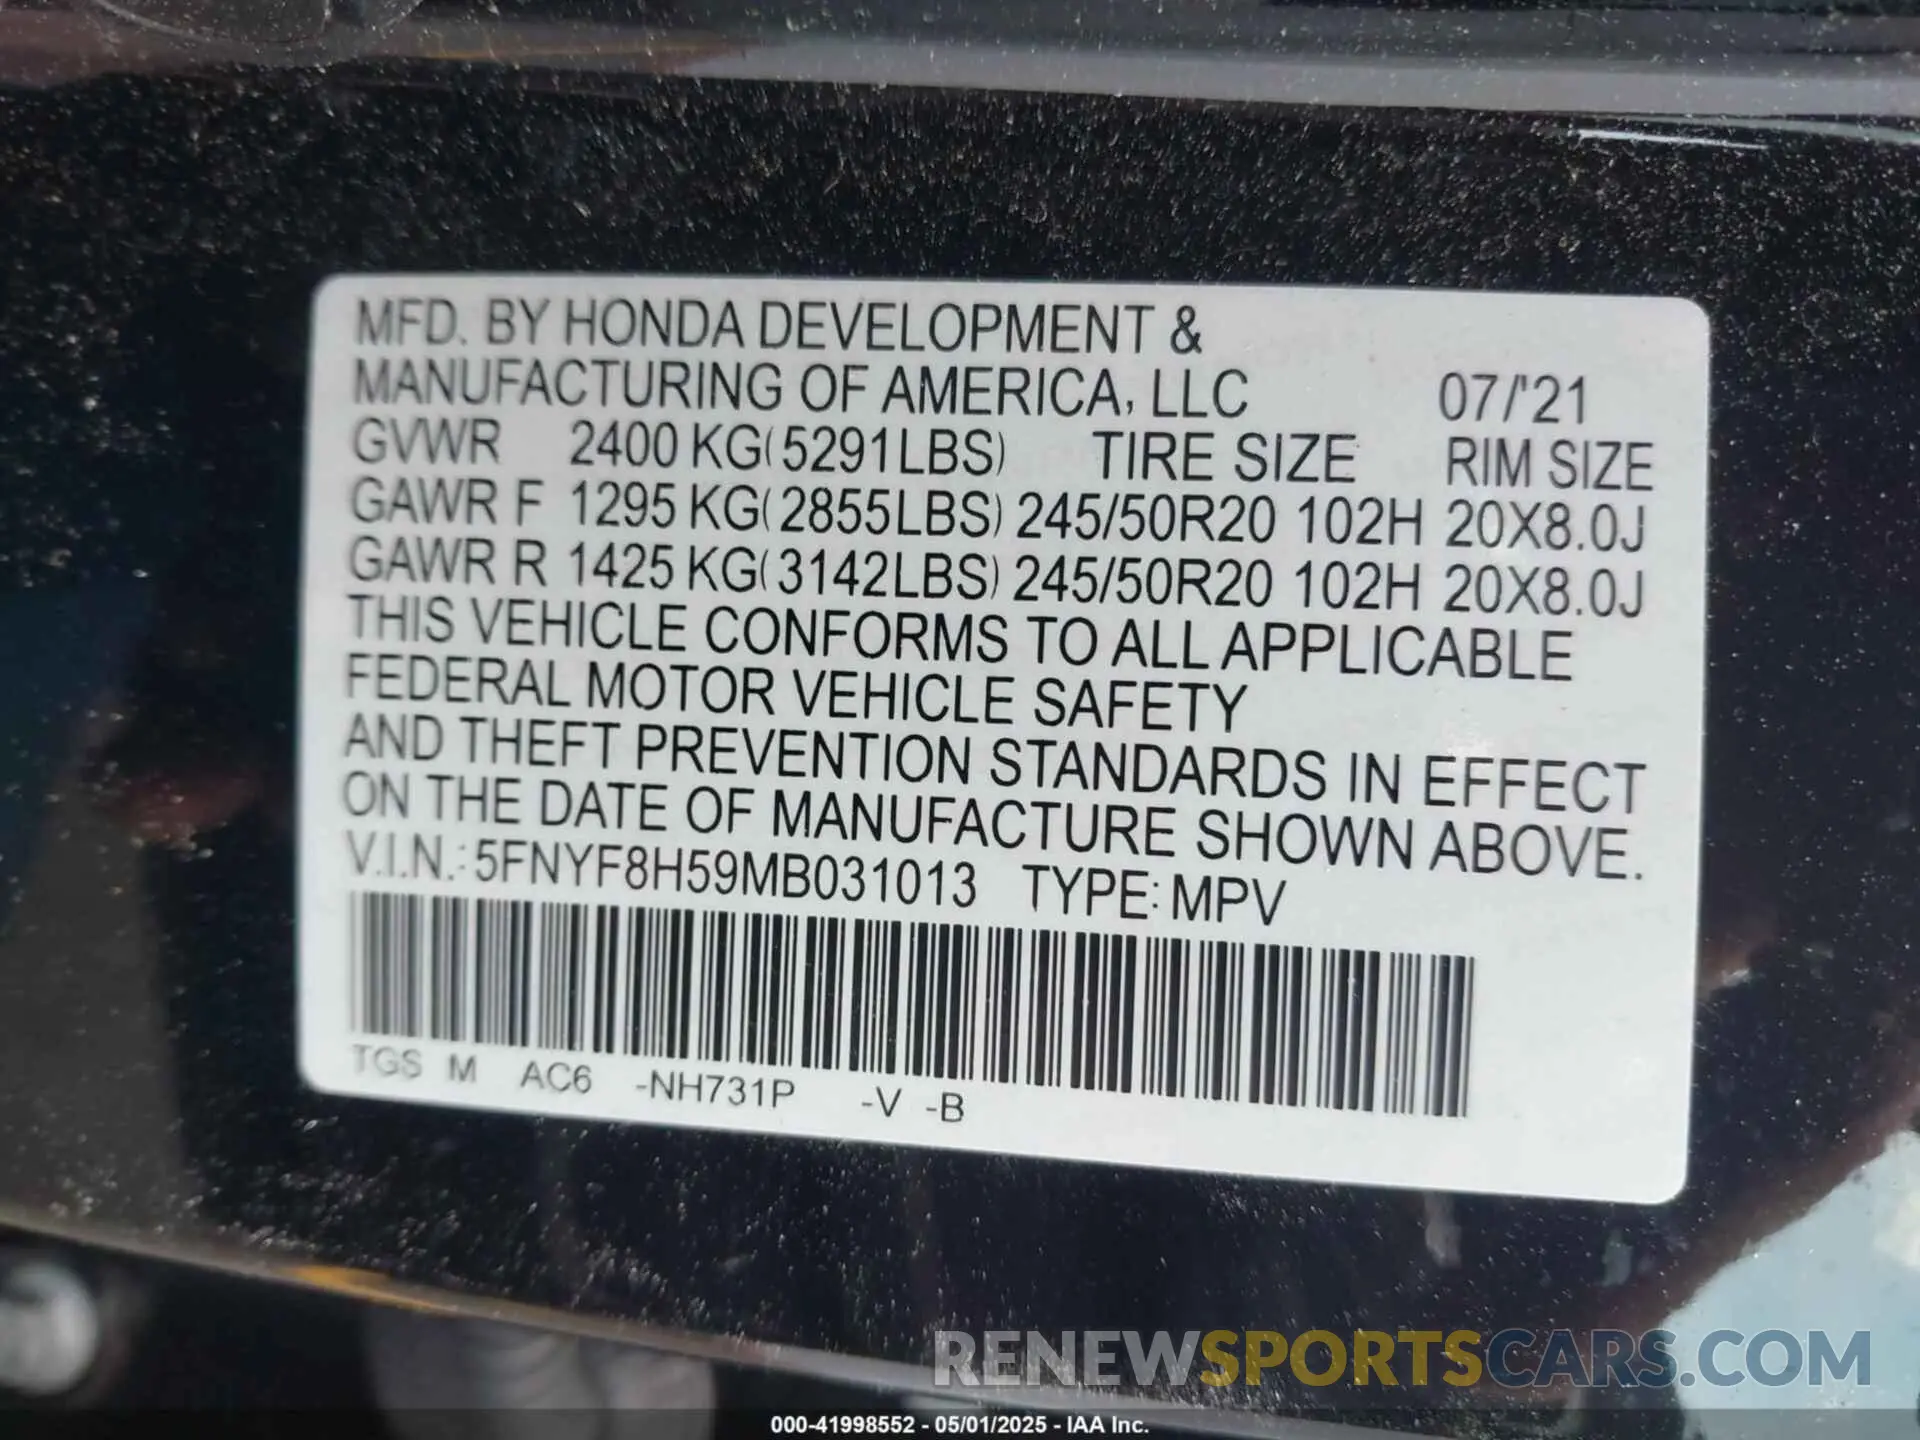 MFD. BY HONDA DEVELOPMENT &
MANUFACTURING OF AMERICA, LLC 07/'21
GVWR 2400 KG(5291LBS) TIRE SIZE RIM SIZE
GAWR F 1295 KG(2855LBS) 245/50R20 102H 20X8.0J
GAWR R 1425 KG(3142LBS) 245/50R20 102H 20X8.0J
THIS VEHICLE CONFORMS TO ALL APPLICABLE
FEDERAL MOTOR VEHICLE SAFETY
AND THEFT PREVENTION STANDARDS IN EFFECT
ON THE DATE OF MANUFACTURE SHOWN ABOVE.
V.I.N.: 5FNYF8H59MB031013 TYPE: MPV
TGS M AC6 -NH731P -V -B
RENEWSPORTSCARS.COM
000-41998552 - 05/01/2025 - IAA Inc.